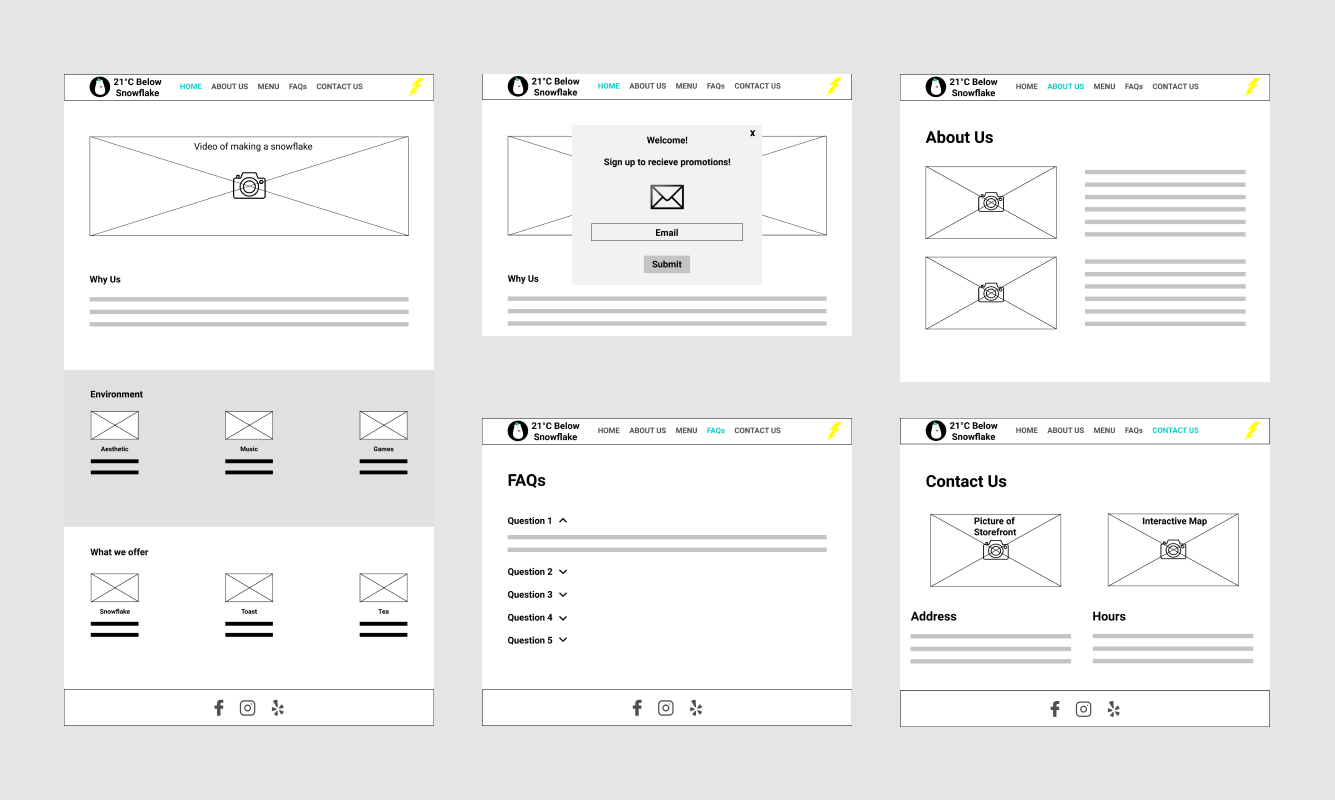 21°C Below
Snowflake
HOME ABOUT US MENU FAQs CONTACT US
Video of making a snowflake
Why Us
Environment
Aesthetic Music Games
What we offer
Snowflake Toast Tea
21°C Below
Snowflake
HOME ABOUT US MENU FAQs CONTACT US
X
Welcome!
Sign up to recieve promotions!
Email
Submit
Why Us
21°C Below
Snowflake
HOME ABOUT US MENU FAQs CONTACT US
About Us
21°C Below
Snowflake
HOME ABOUT US MENU FAQs CONTACT US
FAQs
Question 1
Question 2
Question 3
Question 4
Question 5
21°C Below
Snowflake
HOME ABOUT US MENU FAQs CONTACT US
Contact Us
Picture of
Storefront
Interactive Map
Address
Hours